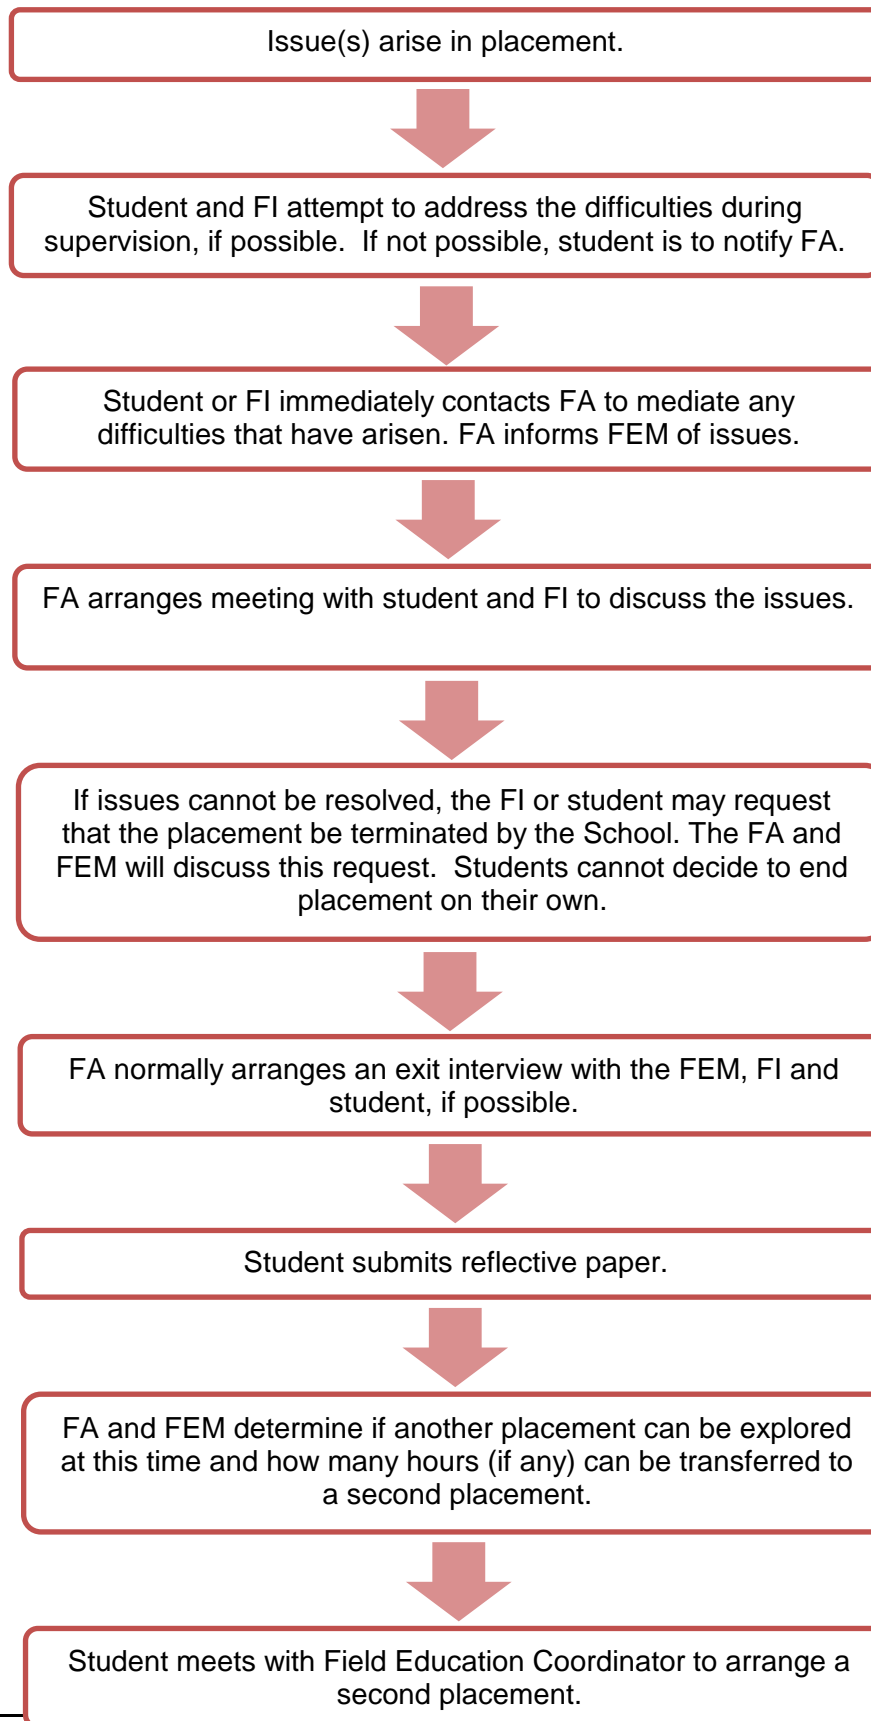 Issue(s) arise in placement.
Student and FI attempt to address the difficulties during
supervision, if possible.  If not possible, student is to notify FA.
Student or FI immediately contacts FA to mediate any
difficulties that have arisen. FA informs FEM of issues.
FA arranges meeting with student and FI to discuss the issues.
If issues cannot be resolved, the FI or student may request
that the placement be terminated by the School. The FA and
FEM will discuss this request.  Students cannot decide to end
placement on their own.
FA normally arranges an exit interview with the FEM, FI and
student, if possible.
Student submits reflective paper.
FA and FEM determine if another placement can be explored
at this time and how many hours (if any) can be transferred to
a second placement.
Student meets with Field Education Coordinator to arrange a
second placement.